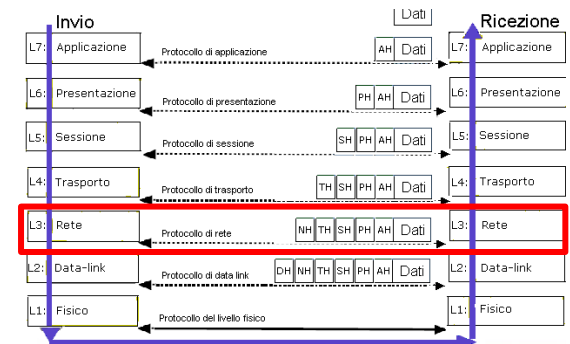 Invio
Dati
Ricezione
L7: Applicazione
Protocollo di applicazione
AH Dati
L7: Applicazione
L6: Presentazione
Protocollo di presentazione
PH AH Dati
L6: Presentazione
L5: Sessione
Protocollo di sessione
SH PH AH Dati
L5: Sessione
L4: Trasporto
Protocollo di trasporto
TH SH PH AH Dati
L4: Trasporto
L3: Rete
Protocollo di rete
NH TH SH PH AH Dati
L3: Rete
L2: Data-link
Protocollo di data link
DH NH TH SH PH AH Dati
L2: Data-link
L1: Fisico
Protocollo del livello fisico
L1: Fisico